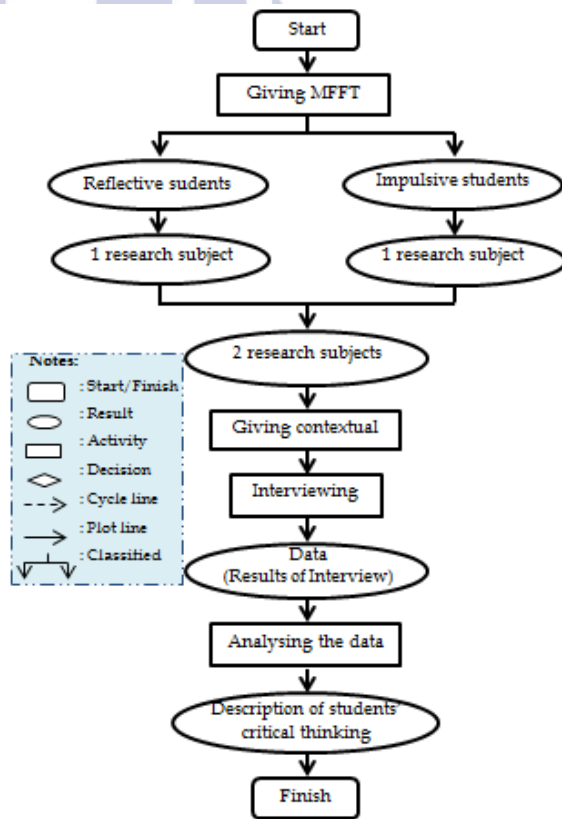 Start
Giving MFFT
Reflective sudents
Impulsive students
1 research subject
1 research subject
2 research subjects
Notes:
: Start/Finish
: Result
: Activity
: Decision
: Cycle line
: Plot line
: Classified
Giving contextual
Interviewing
Data
(Results of Interview)
Analysing the data
Description of students'
critical thinking
Finish